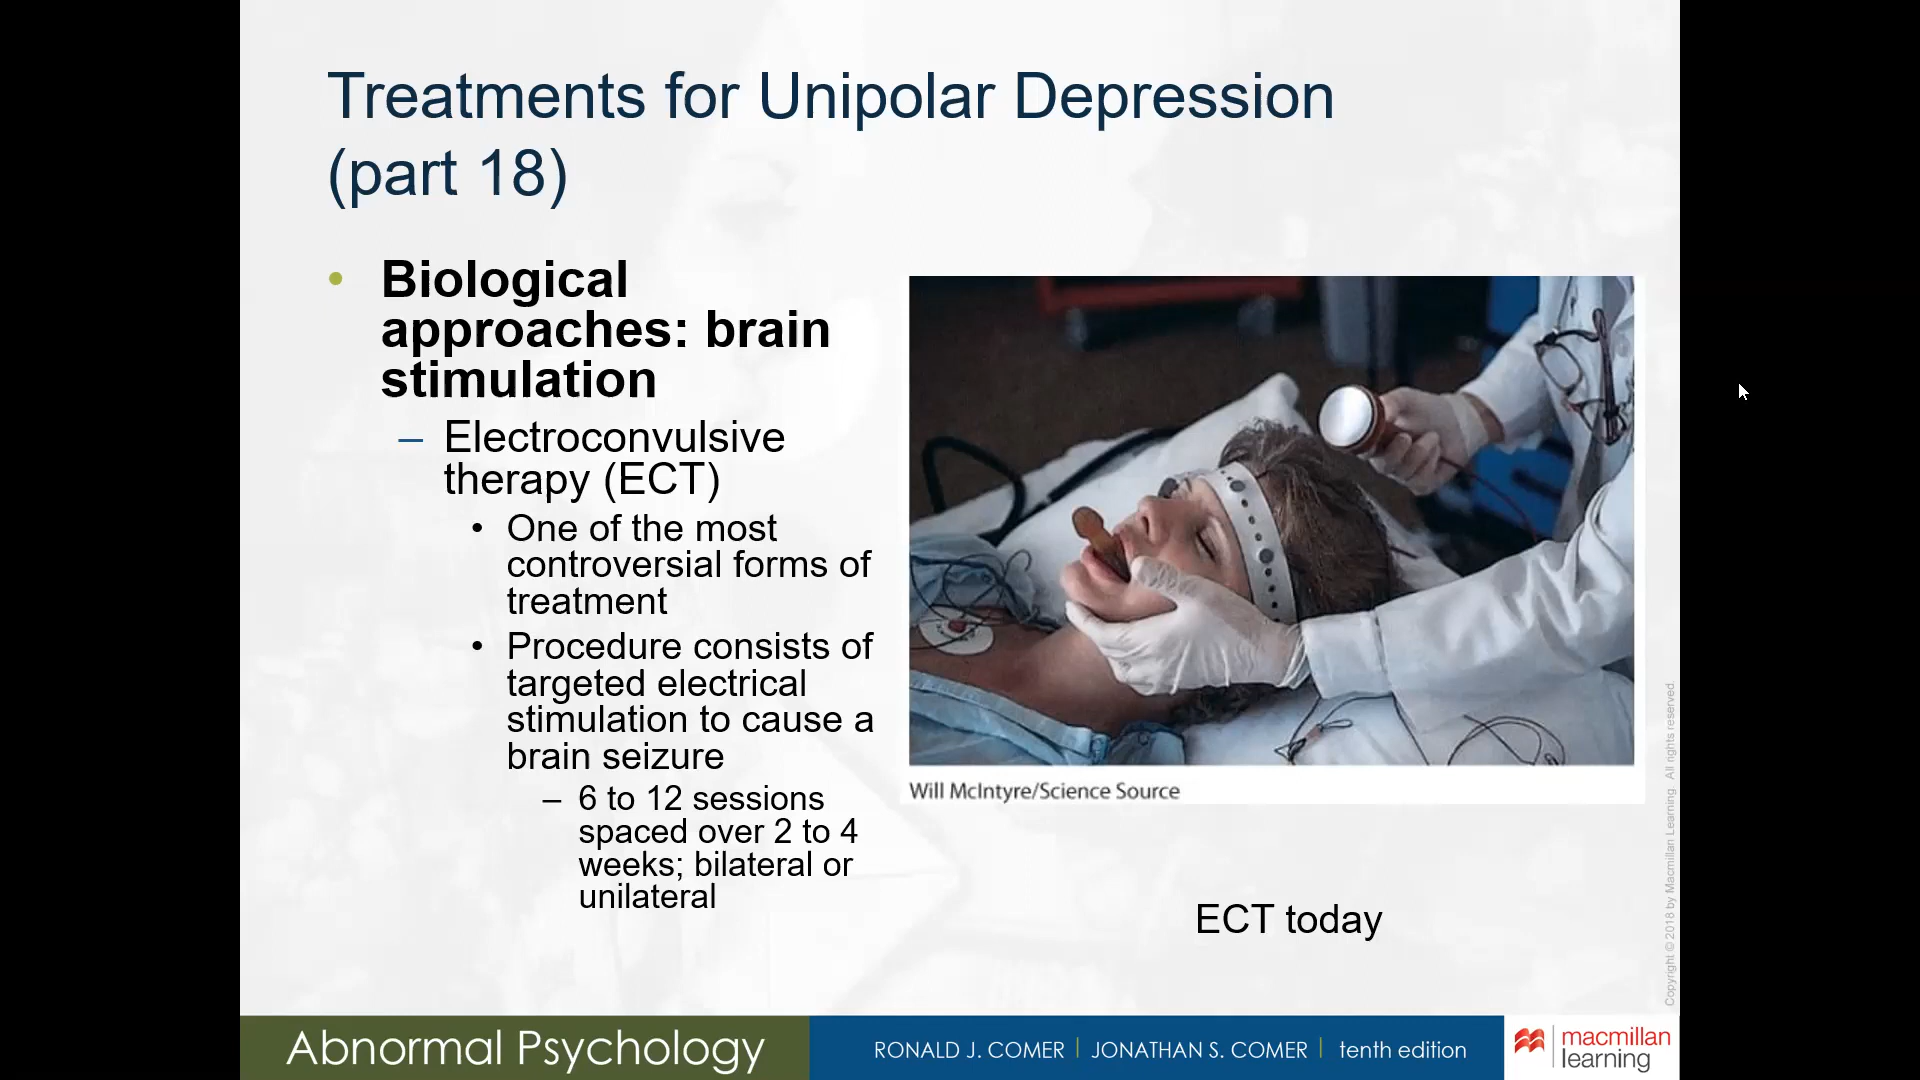 Treatments for Unipolar Depression
(part 18)
• Biological
approaches: brain
stimulation
– Electroconvulsive
therapy (ECT)
• One of the most
controversial forms of
treatment
• Procedure consists of
targeted electrical
stimulation to cause a
brain seizure
– 6 to 12 sessions
spaced over 2 to 4
weeks; bilateral or
unilateral
Will McIntyre/Science Source
ECT today
Copyright © 2018 by Macmillan Learning. All rights reserved.
Abnormal Psychology
RONALD J. COMER | JONATHAN S. COMER | tenth edition
macmillan
learning